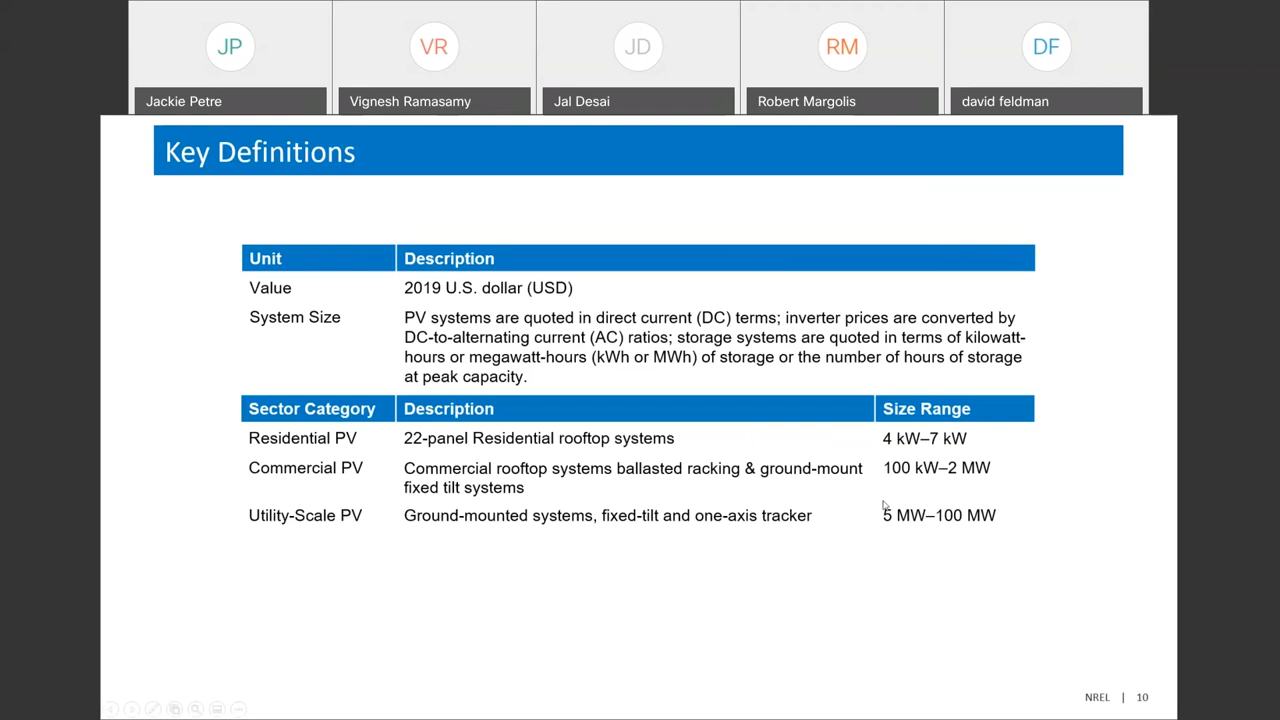 JP VR JD RM DF
Jackie Petre Vignesh Ramasamy Jal Desai Robert Margolis david feldman
Key Definitions
Unit Description
Value 2019 U.S. dollar (USD)
System Size PV systems are quoted in direct current (DC) terms; inverter prices are converted by
DC-to-alternating current (AC) ratios; storage systems are quoted in terms of kilowatt-
hours or megawatt-hours (kWh or MWh) of storage or the number of hours of storage
at peak capacity.
Sector Category Description Size Range
Residential PV 22-panel Residential rooftop systems 4 kW–7 kW
Commercial PV Commercial rooftop systems ballasted racking & ground-mount 100 kW–2 MW
fixed tilt systems
Utility-Scale PV Ground-mounted systems, fixed-tilt and one-axis tracker 5 MW–100 MW
NREL | 10